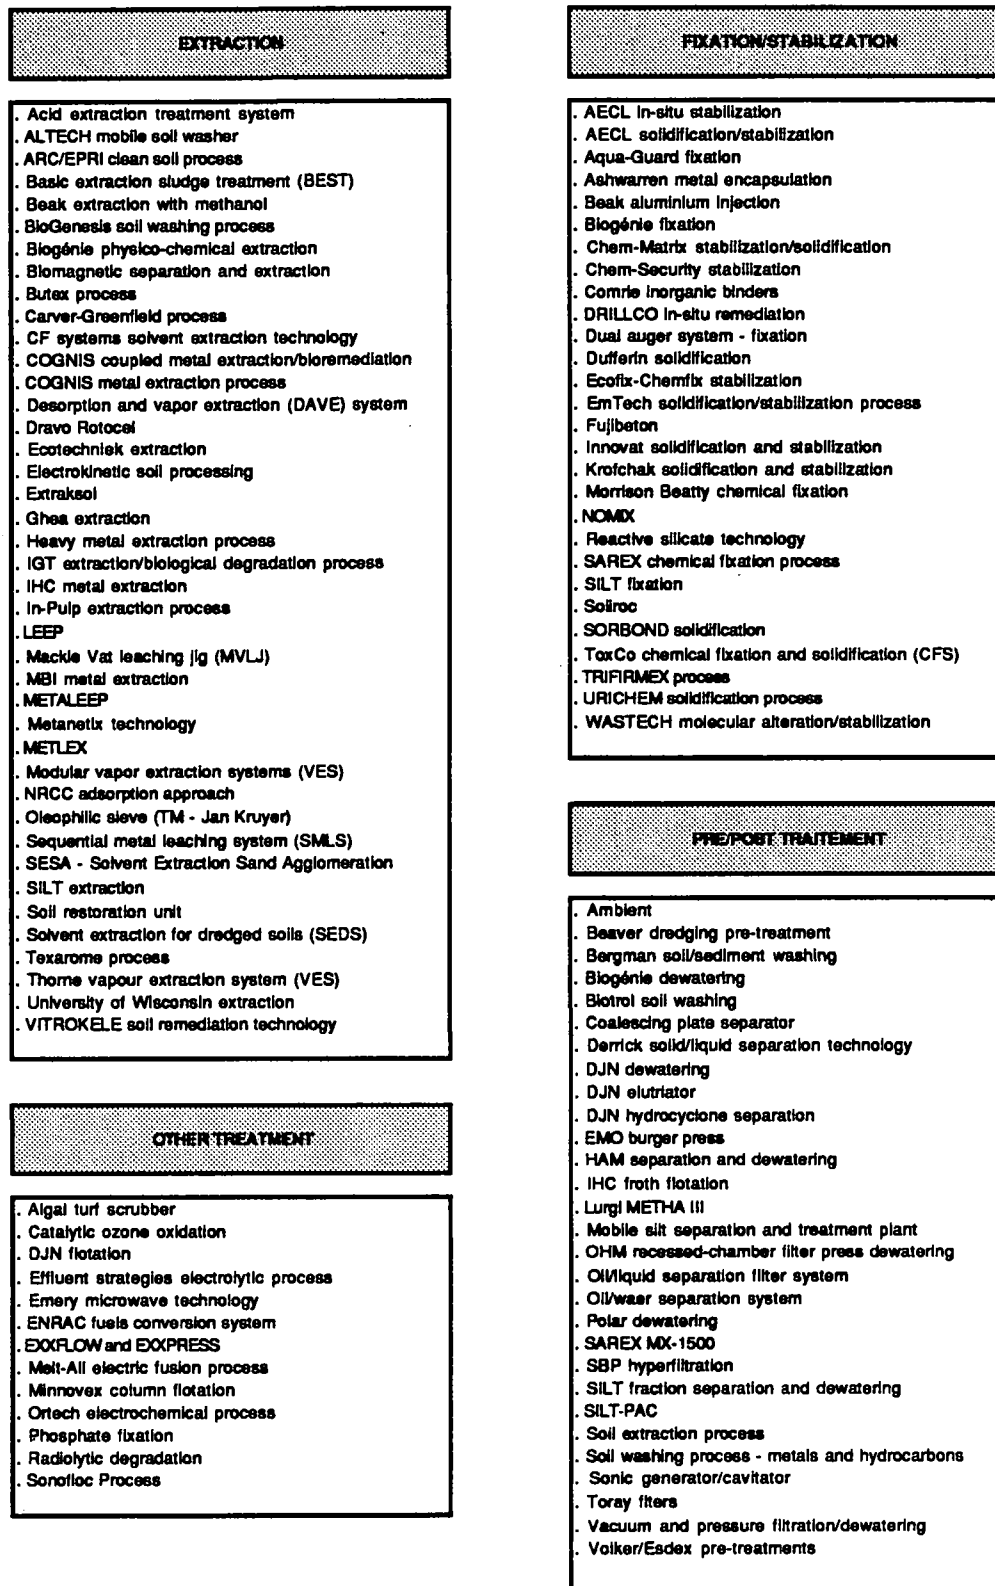 EXTRACTION
. Acid extraction treatment system
. ALTECH mobile soil washer
. ARC/EPRI clean soil process
. Basic extraction sludge treatment (BEST)
. Beak extraction with methanol
. BioGenesis soil washing process
. Biogénie physico-chemical extraction
. Biomagnetic separation and extraction
. Butex process
. Carver-Greenfield process
. CF systems solvent extraction technology
. COGNIS coupled metal extraction/bioremediation
. COGNIS metal extraction process
. Desorption and vapor extraction (DAVE) system
. Dravo Rotocel
. Ecotechniek extraction
. Electrokinetic soil processing
. Extraksol
. Ghea extraction
. Heavy metal extraction process
. IGT extraction/biological degradation process
. IHC metal extraction
. In-Pulp extraction process
. LEEP
. Mackie Vat leaching jig (MVLJ)
. MBI metal extraction
. METALEEP
. Metanetix technology
. METLEX
. Modular vapor extraction systems (VES)
. NRCC adsorption approach
. Oleophilic sieve (TM - Jan Kruyer)
. Sequential metal leaching system (SMLS)
. SESA - Solvent Extraction Sand Agglomeration
. SILT extraction
. Soil restoration unit
. Solvent extraction for dredged soils (SEDS)
. Texarome process
. Thorne vapour extraction system (VES)
. University of Wisconsin extraction
. VITROKELE soil remediation technology
OTHER TREATMENT
. Algal turf scrubber
. Catalytic ozone oxidation
. DJN flotation
. Effluent strategies electrolytic process
. Emery microwave technology
. ENRAC fuels conversion system
. EXXFLOW and EXXPRESS
. Melt-All electric fusion process
. Minnovex column flotation
. Ortech electrochemical process
. Phosphate fixation
. Radiolytic degradation
. Sonofloc Process
FIXATION/STABILIZATION
. AECL in-situ stabilization
. AECL solidification/stabilization
. Aqua-Guard fixation
. Ashwarren metal encapsulation
. Beak aluminium injection
. Biogénie fixation
. Chem-Matrix stabilization/solidification
. Chem-Security stabilization
. Comrie inorganic binders
. DRILLCO in-situ remediation
. Dual auger system - fixation
. Dufferin solidification
. Ecofix-Chemfix stabilization
. EmTech solidification/stabilization process
. Fujibeton
. Innovat solidification and stabilization
. Krofchak solidification and stabilization
. Morrison Beatty chemical fixation
. NOMIX
. Reactive silicate technology
. SAREX chemical fixation process
. SILT fixation
. Soliroc
. SORBOND solidification
. ToxCo chemical fixation and solidification (CFS)
. TRIFIRMEX process
. URICHEM solidification process
. WASTECH molecular alteration/stabilization
PRE/POST TRAITEMENT
. Ambient
. Beaver dredging pre-treatment
. Bergman soil/sediment washing
. Biogénie dewatering
. Biotrol soil washing
. Coalescing plate separator
. Derrick solid/liquid separation technology
. DJN dewatering
. DJN elutriator
. DJN hydrocyclone separation
. EMO burger press
. HAM separation and dewatering
. IHC froth flotation
. Lurgi METHA III
. Mobile silt separation and treatment plant
. OHM recessed-chamber filter press dewatering
. Oil/liquid separation filter system
. Oil/waer separation system
. Polar dewatering
. SAREX MX-1500
. SBP hyperfiltration
. SILT fraction separation and dewatering
. SILT-PAC
. Soil extraction process
. Soil washing process - metals and hydrocarbons
. Sonic generator/cavitator
. Toray fiters
. Vacuum and pressure filtration/dewatering
. Volker/Esdex pre-treatments